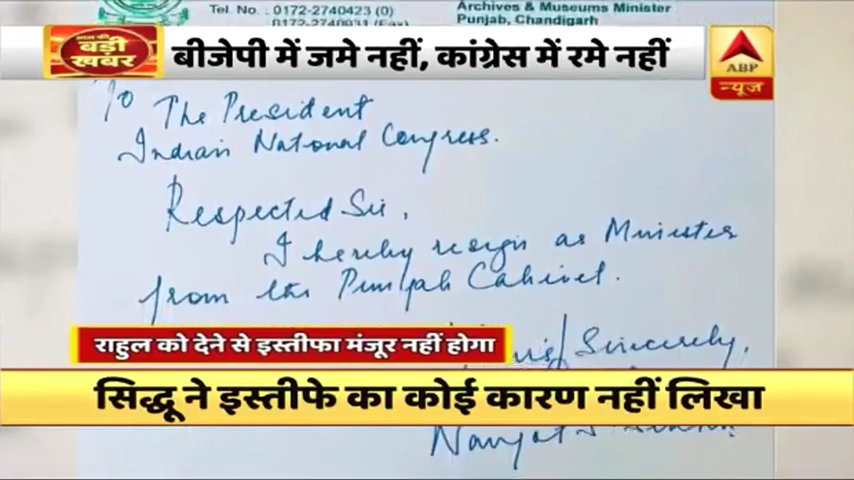 Tel. No. : 0172-2740423 (0)
0172-2740931 (Fax)
Archives & Museums Minister
Punjab, Chandigarh
आज की
बड़ी
खबर
बीजेपी में जमे नहीं, कांग्रेस में रमे नहीं
ABP
न्यूज़
To The President
Indian National Congress.
Respected Sir,
I hereby resign as Minister
from the Punjab Cabinet.
राहुल को देने से इस्तीफा मंजूर नहीं होगा
Sincerely,
सिद्धू ने इस्तीफे का कोई कारण नहीं लिखा